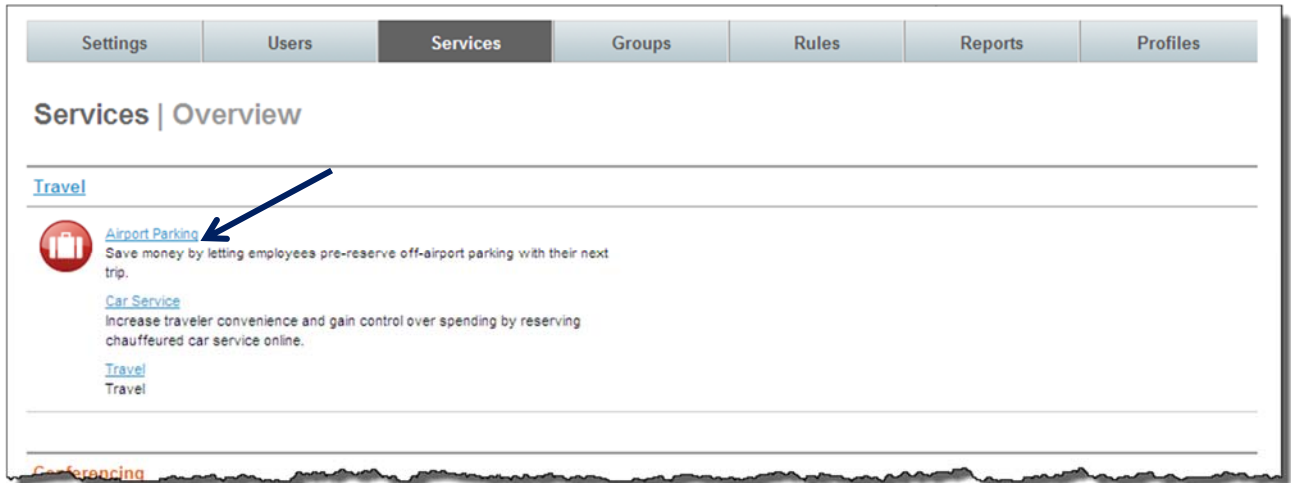 Settings Users Services Groups Rules Reports Profiles
Services | Overview
Travel
Airport Parking
Save money by letting employees pre-reserve off-airport parking with their next
trip.
Car Service
Increase traveler convenience and gain control over spending by reserving
chauffeured car service online.
Travel
Travel
Conferencing